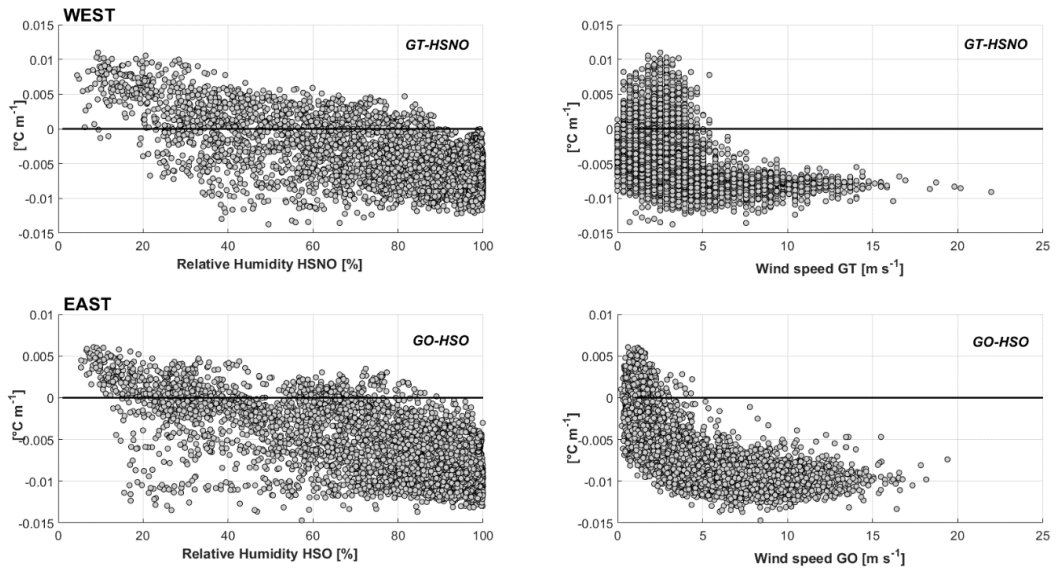 WEST
GT-HSNO
0.015
0.01
0.005
0
-0.005
-0.01
-0.015
[°C m-1]
0 20 40 60 80 100
Relative Humidity HSNO [%]
GT-HSNO
0.015
0.01
0.005
0
-0.005
-0.01
-0.015
[°C m-1]
0 5 10 15 20 25
Wind speed GT [m s-1]
EAST
GO-HSO
0.01
0.005
0
-0.005
-0.01
-0.015
[°C m-1]
0 20 40 60 80 100
Relative Humidity HSO [%]
GO-HSO
0.01
0.005
0
-0.005
-0.01
-0.015
[°C m-1]
0 5 10 15 20 25
Wind speed GO [m s-1]